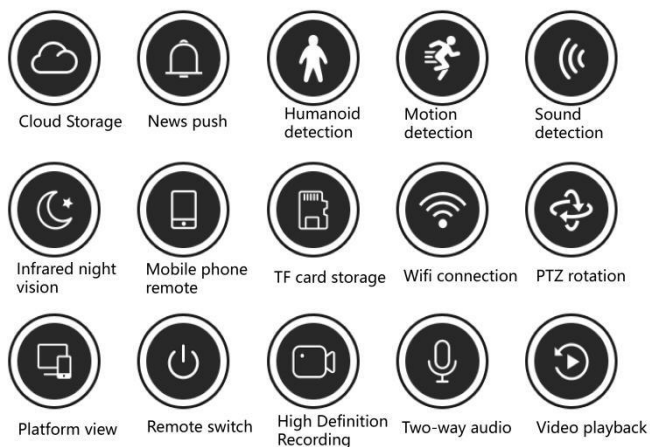 Cloud Storage
News push
Humanoid
detection
Motion
detection
Sound
detection
Infrared night
vision
Mobile phone
remote
TF card storage
Wifi connection
PTZ rotation
Platform view
Remote switch
High Definition
Recording
Two-way audio
Video playback